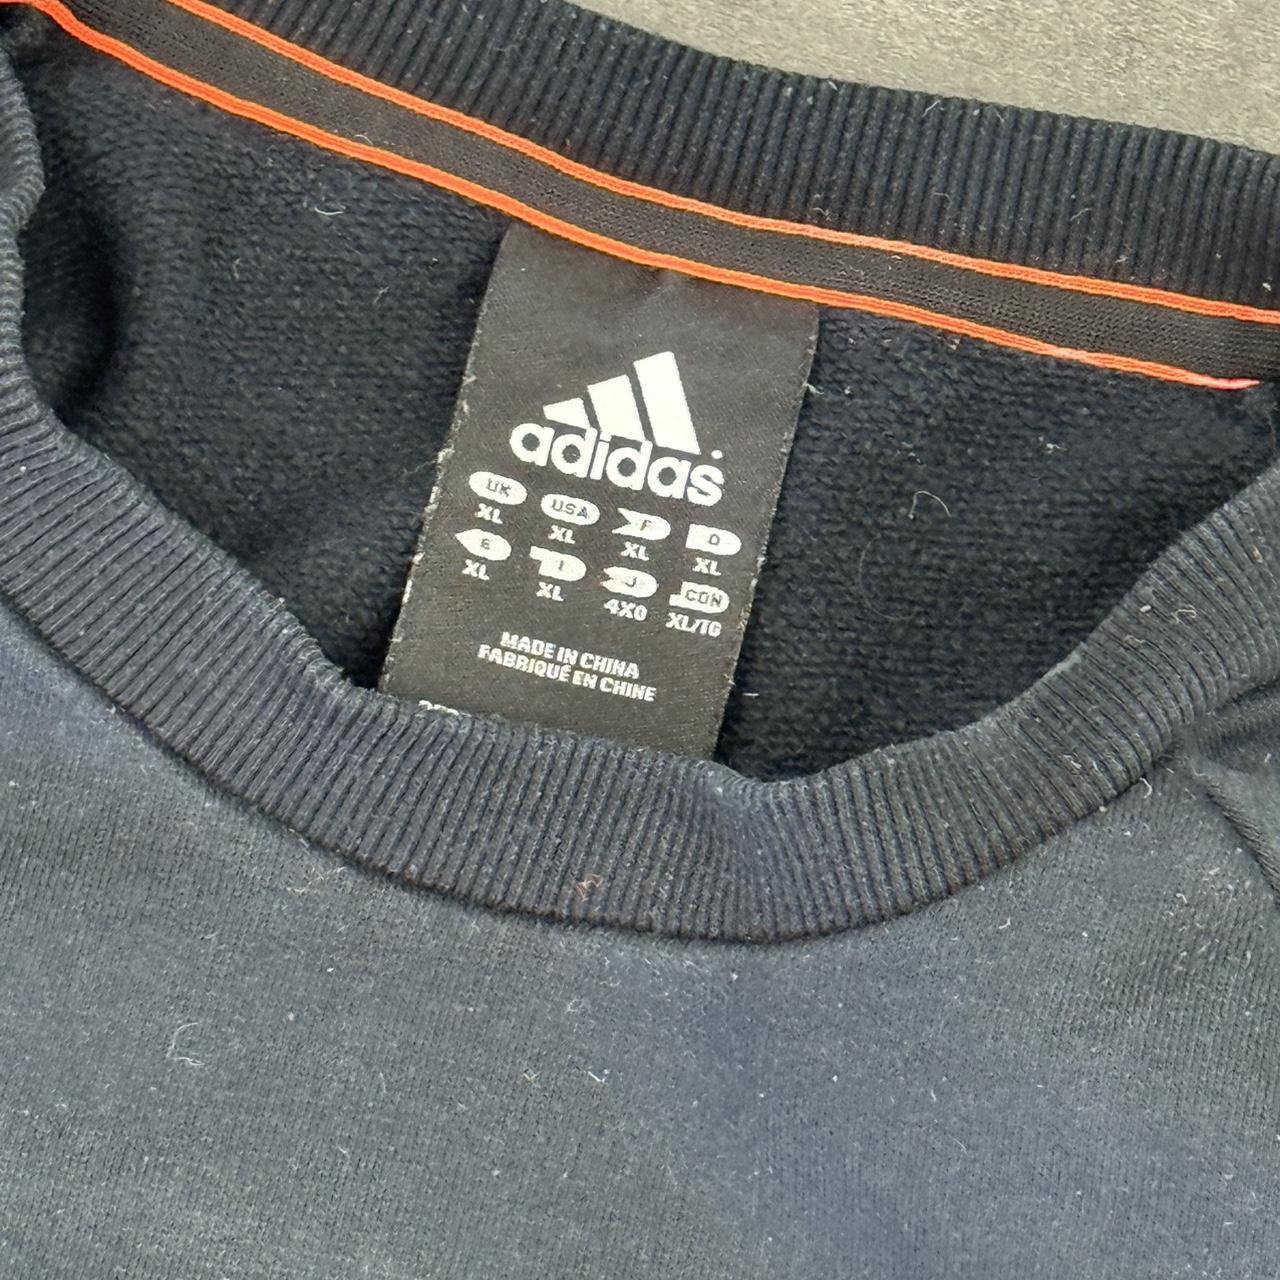 adidas
UK USA F D
XL XL XL XL
E I J CDN
XL XL 4XO XL/TG
MADE IN CHINA
FABRIQUÉ EN CHINE